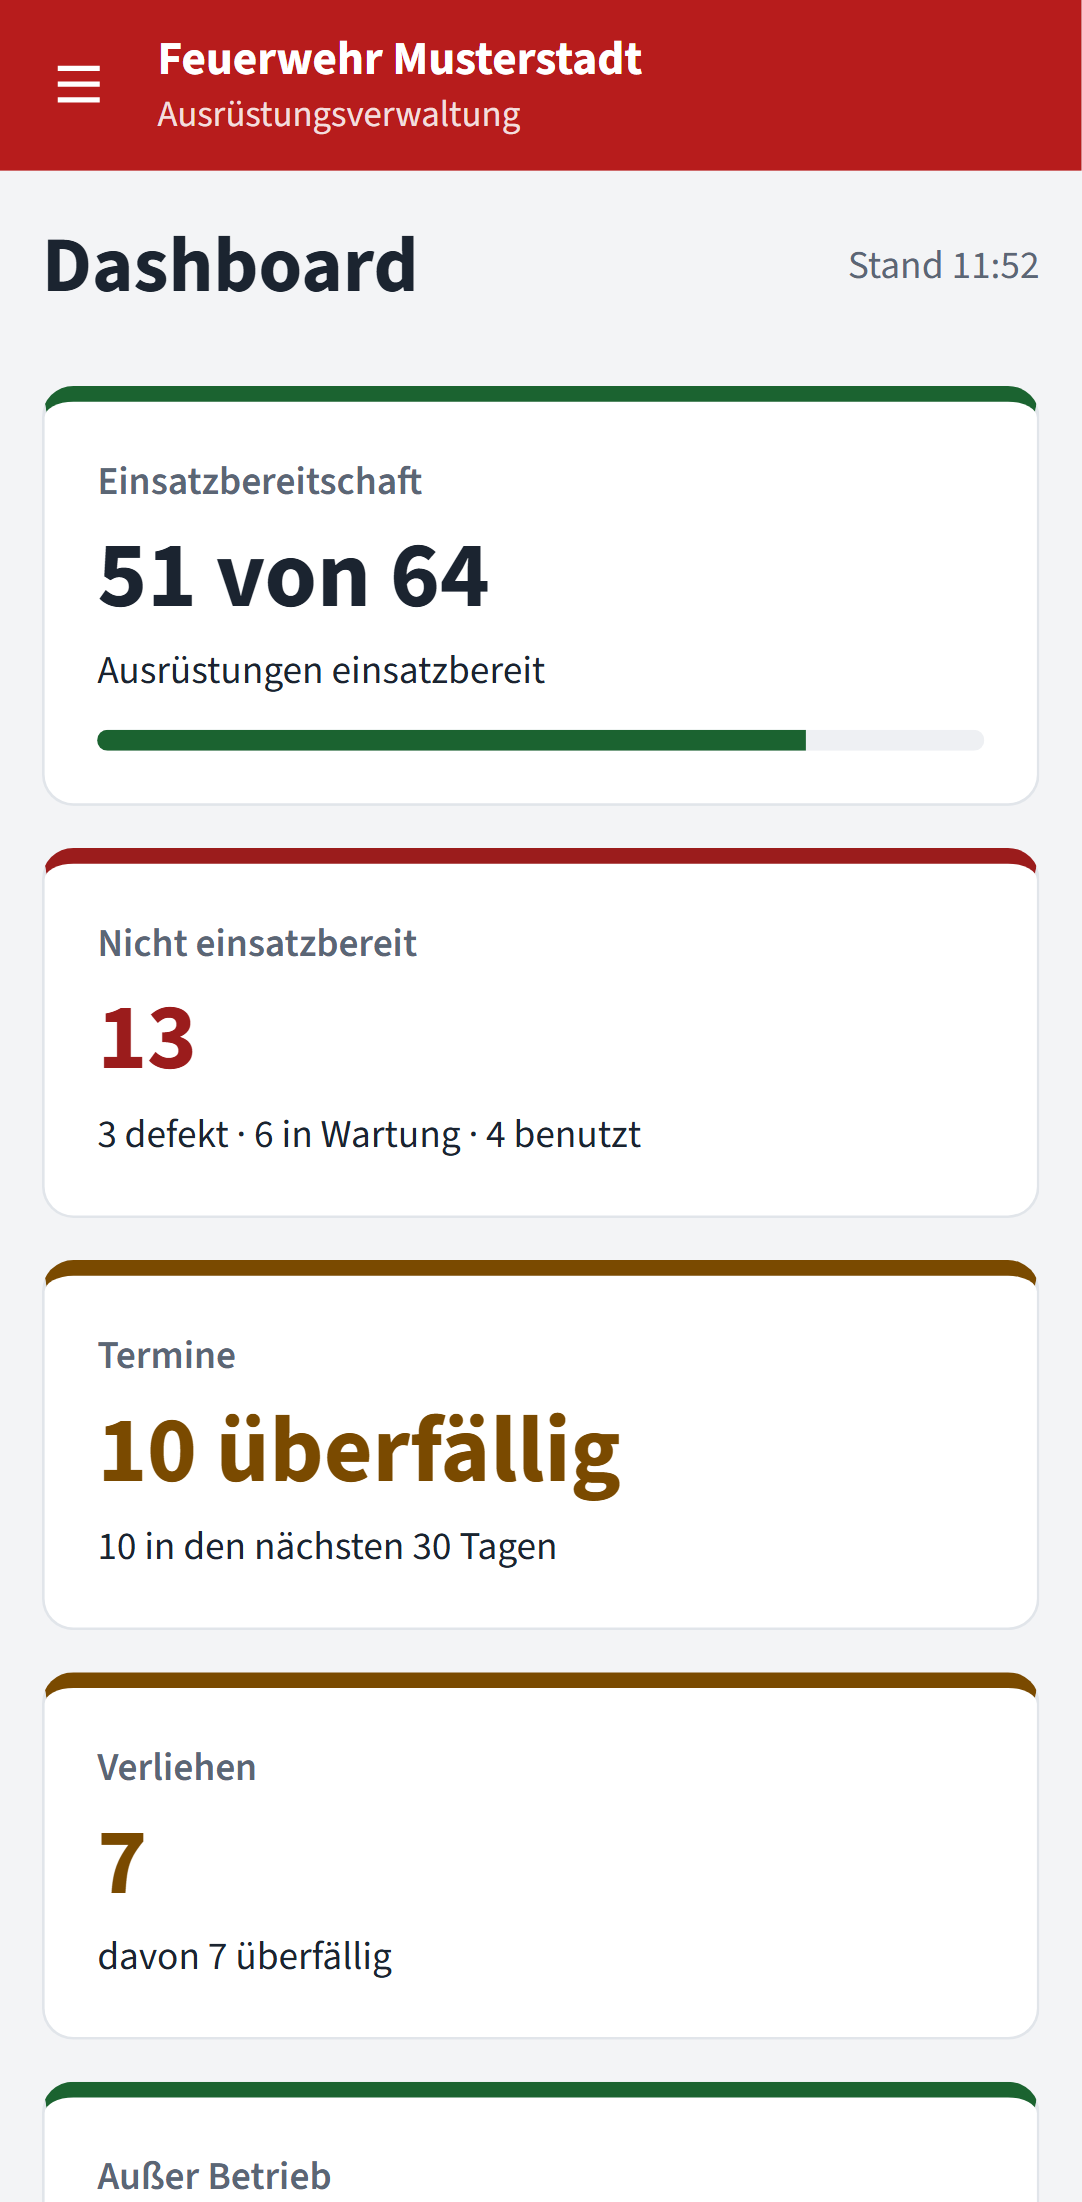 Feuerwehr Musterstadt
Ausrüstungsverwaltung
Dashboard
Stand 11:52
Einsatzbereitschaft
51 von 64
Ausrüstungen einsatzbereit
Nicht einsatzbereit
13
3 defekt · 6 in Wartung · 4 benutzt
Termine
10 überfällig
10 in den nächsten 30 Tagen
Verliehen
7
davon 7 überfällig
Außer Betrieb